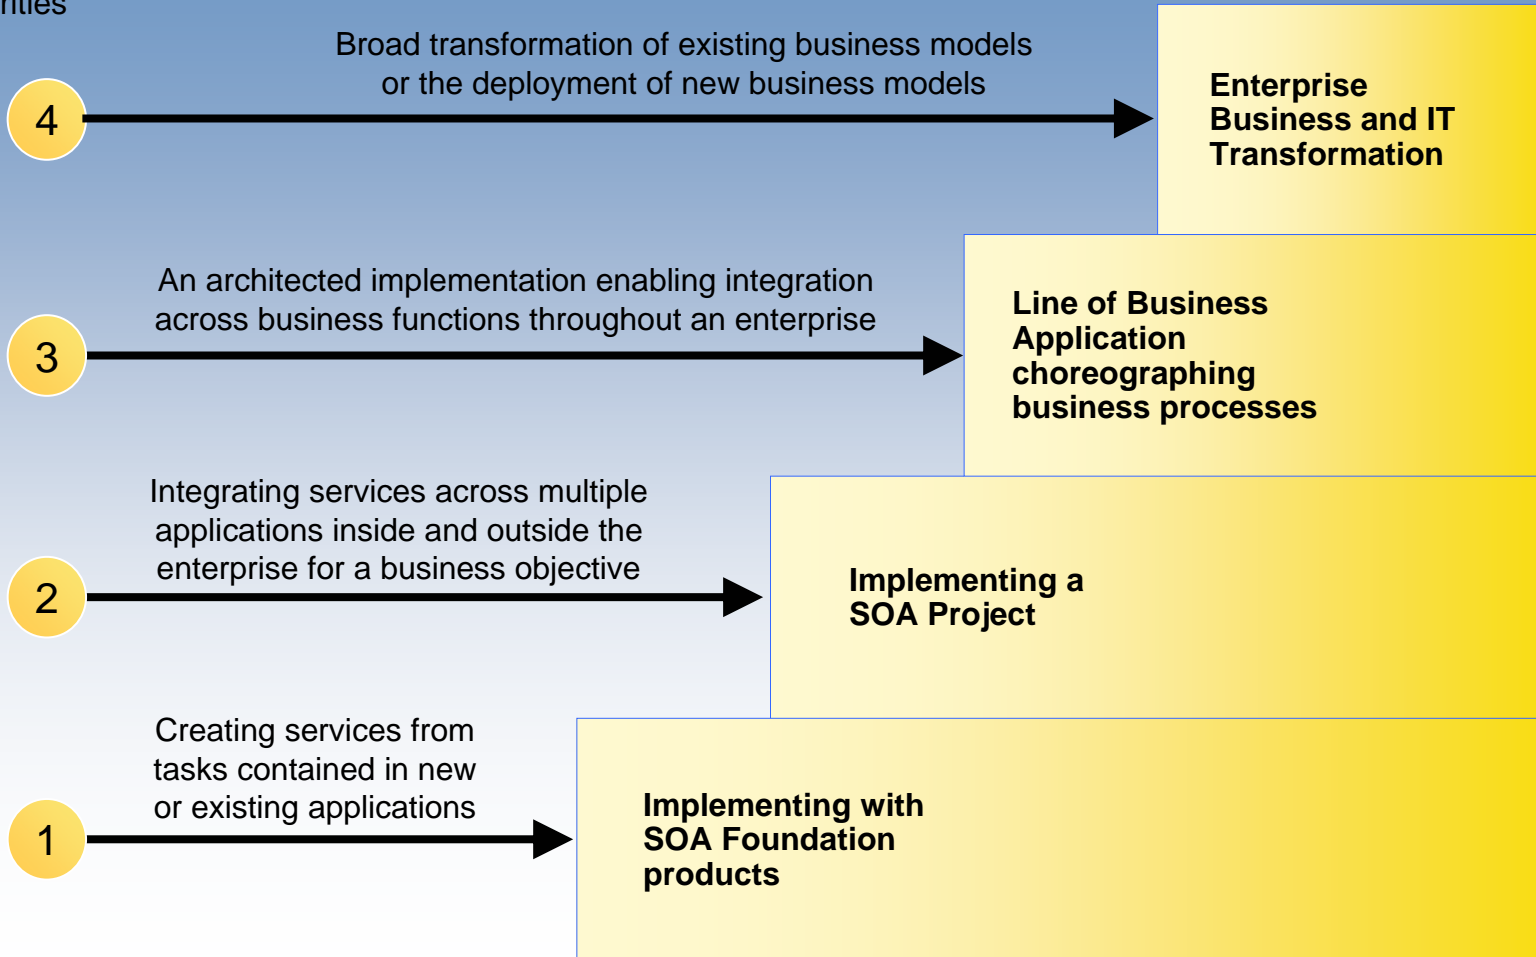 Broad transformation of existing business models
or the deployment of new business models
4
Enterprise
Business and IT
Transformation
An architected implementation enabling integration
across business functions throughout an enterprise
3
Line of Business
Application
choreographing
business processes
Integrating services across multiple
applications inside and outside the
enterprise for a business objective
2
Implementing a
SOA Project
Creating services from
tasks contained in new
or existing applications
1
Implementing with
SOA Foundation
products